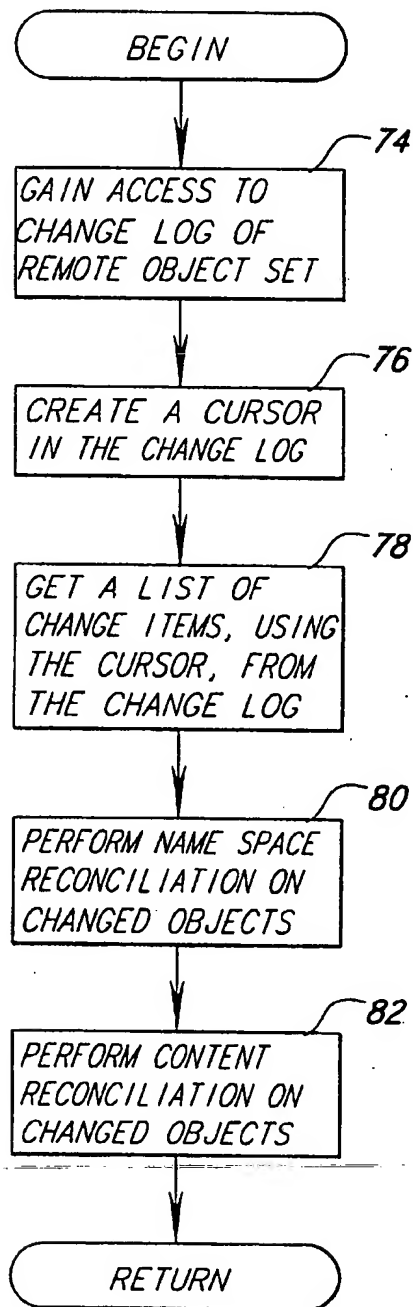 BEGIN
74
GAIN ACCESS TO
CHANGE LOG OF
REMOTE OBJECT SET
76
CREATE A CURSOR
IN THE CHANGE LOG
78
GET A LIST OF
CHANGE ITEMS, USING
THE CURSOR, FROM
THE CHANGE LOG
80
PERFORM NAME SPACE
RECONCILIATION ON
CHANGED OBJECTS
82
PERFORM CONTENT
RECONCILIATION ON
CHANGED OBJECTS
RETURN